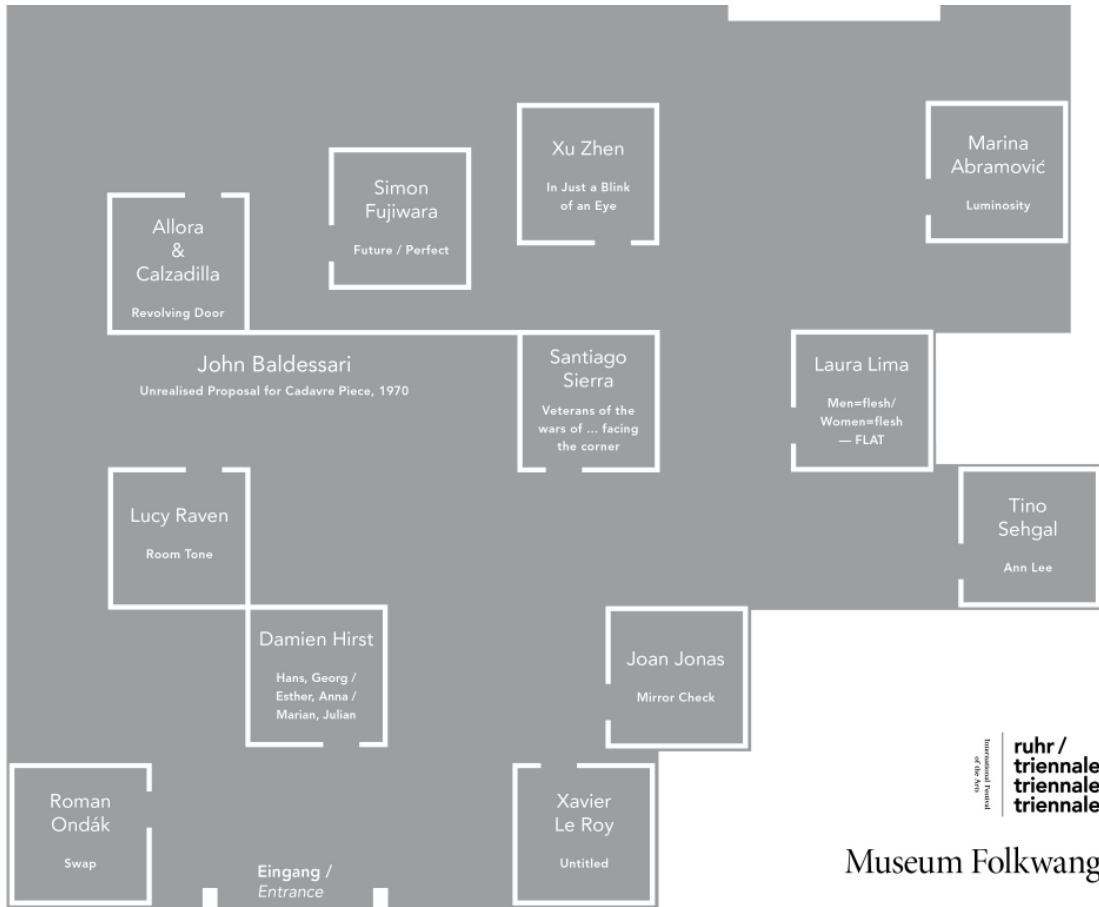 Xu Zhen
In Just a Blink
of an Eye
Marina
Abramović
Luminosity
Simon
Fujiwara
Future / Perfect
Allora
&
Calzadilla
Revolving Door
John Baldessari
Unrealised Proposal for Cadavre Piece, 1970
Santiago
Sierra
Veterans of the
wars of ... facing
the corner
Laura Lima
Men=flesh/
Women=flesh
— FLAT
Lucy Raven
Room Tone
Tino
Sehgal
Ann Lee
Damien Hirst
Hans, Georg /
Esther, Anna /
Marian, Julian
Joan Jonas
Mirror Check
Roman
Ondák
Swap
Xavier
Le Roy
Untitled
Eingang /
Entrance
International Festival
of the Arts
ruhr /
triennale
triennale
triennale
Museum Folkwang